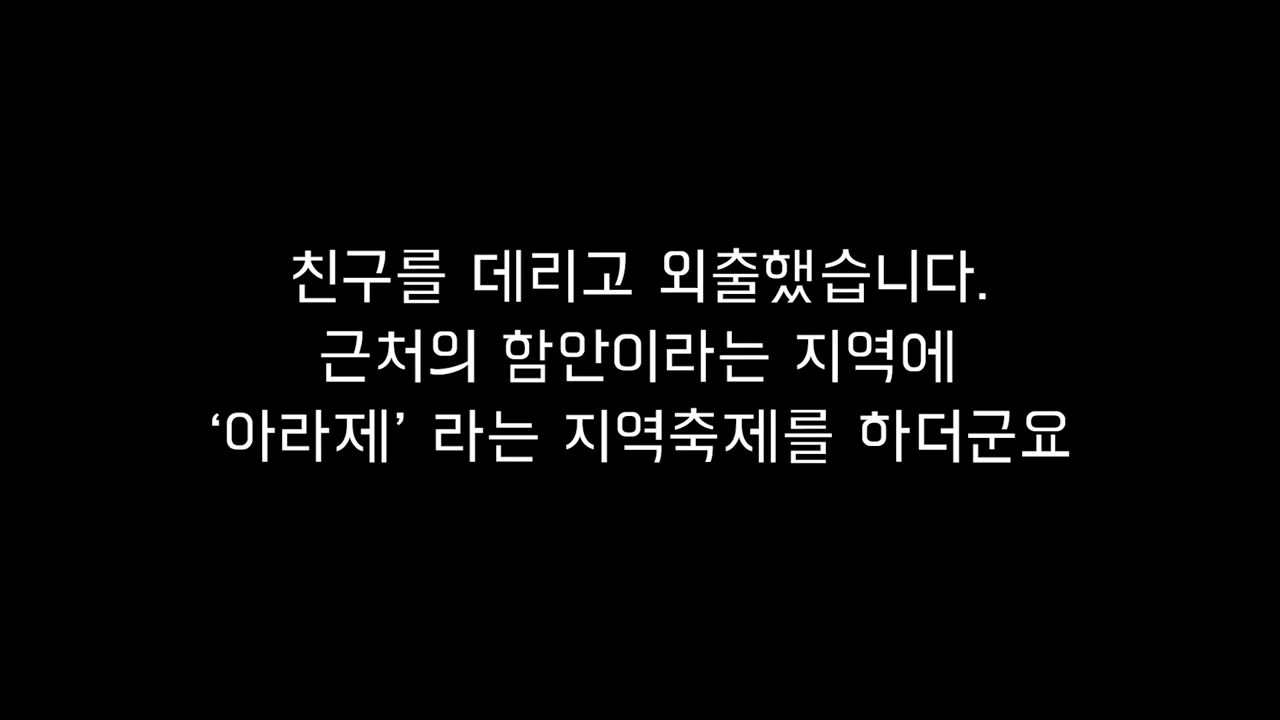 친구를 데리고 외출했습니다.
근처의 함안이라는 지역에
‘아라제’ 라는 지역축제를 하더군요